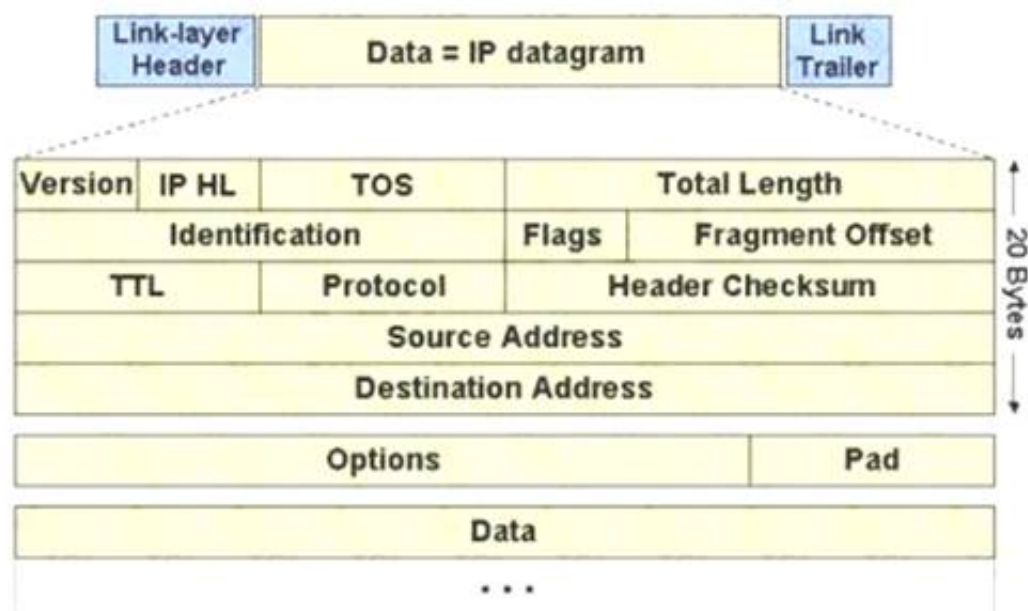 Link-layer Header
Data = IP datagram
Link Trailer
Version IP HL TOS Total Length
Identification Flags Fragment Offset
TTL Protocol Header Checksum
Source Address
Destination Address
20 Bytes
Options Pad
Data
...